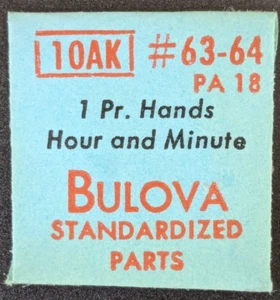 10AK #63-64
PA 18
1 Pr. Hands
Hour and Minute
BULOVA
STANDARDIZED
PARTS